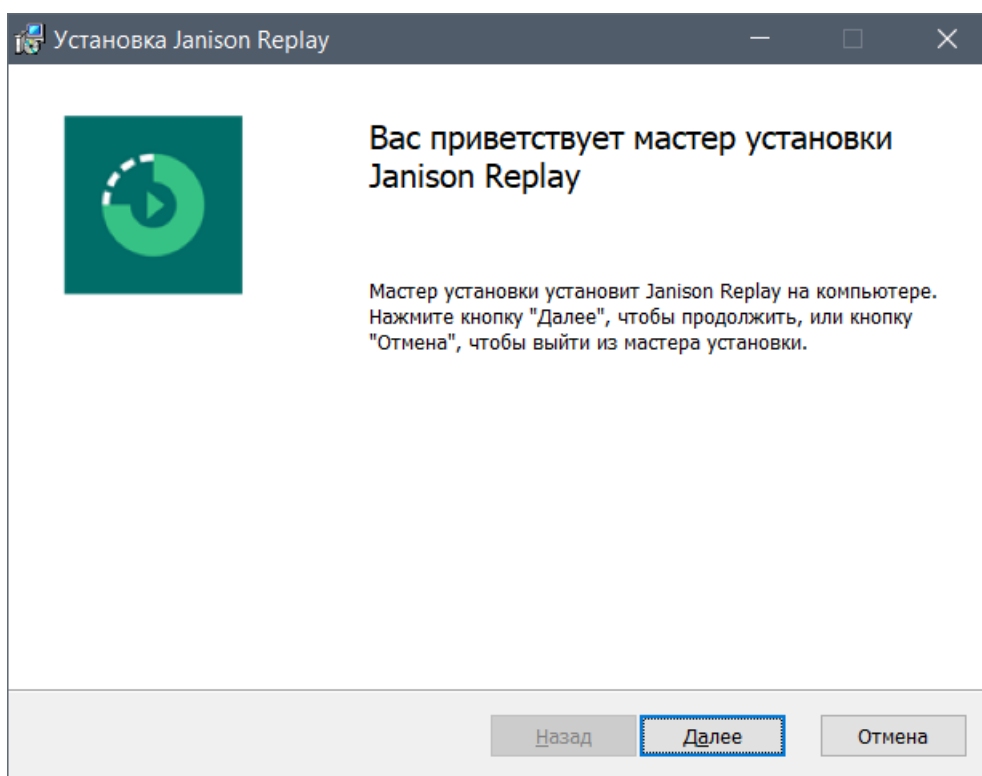 Установка Janison Replay
Вас приветствует мастер установки
Janison Replay
Мастер установки установит Janison Replay на компьютере.
Нажмите кнопку "Далее", чтобы продолжить, или кнопку
"Отмена", чтобы выйти из мастера установки.
Назад
Далее
Отмена